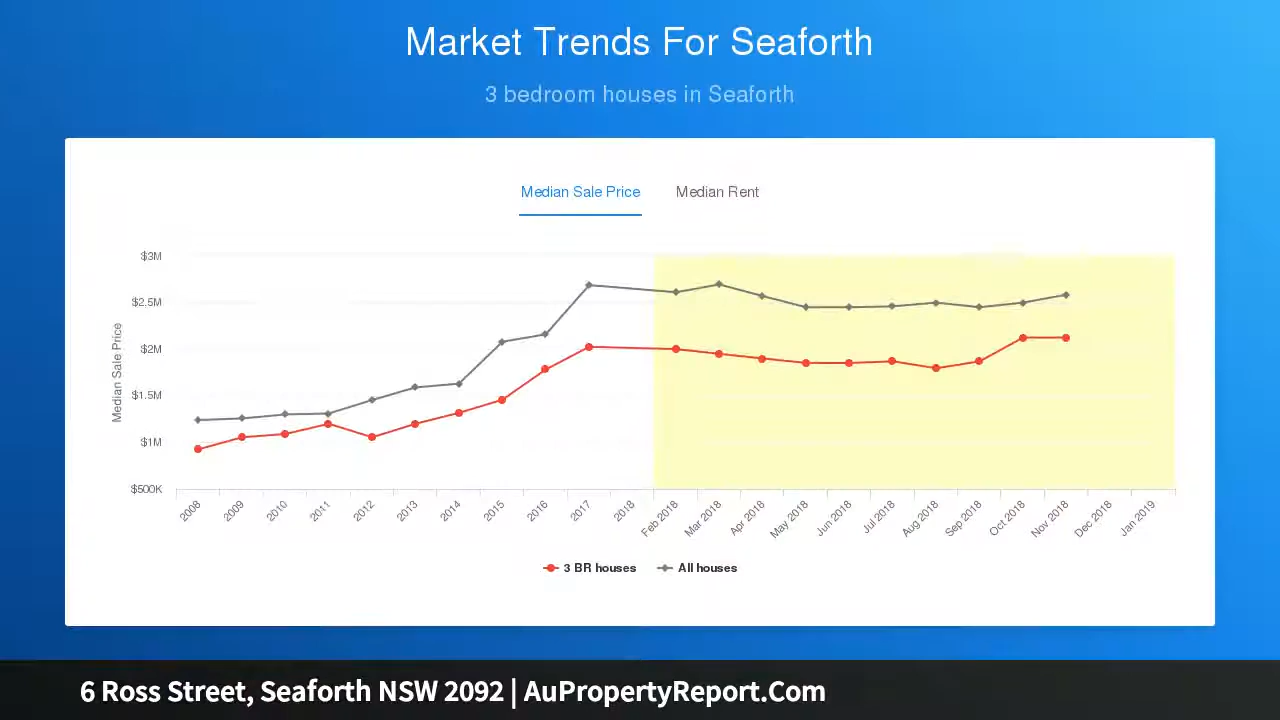 Market Trends For Seaforth
3 bedroom houses in Seaforth
Median Sale Price Median Rent
Median Sale Price
$3M
$2.5M
$2M
$1.5M
$1M
$500K
2008 2009 2010 2011 2012 2013 2014 2015 2016 2017 2018 Feb 2018 Mar 2018 Apr 2018 May 2018 Jun 2018 Jul 2018 Aug 2018 Sep 2018 Oct 2018 Nov 2018 Dec 2018 Jan 2019
3 BR houses All houses
6 Ross Street, Seaforth NSW 2092 | AuPropertyReport.Com